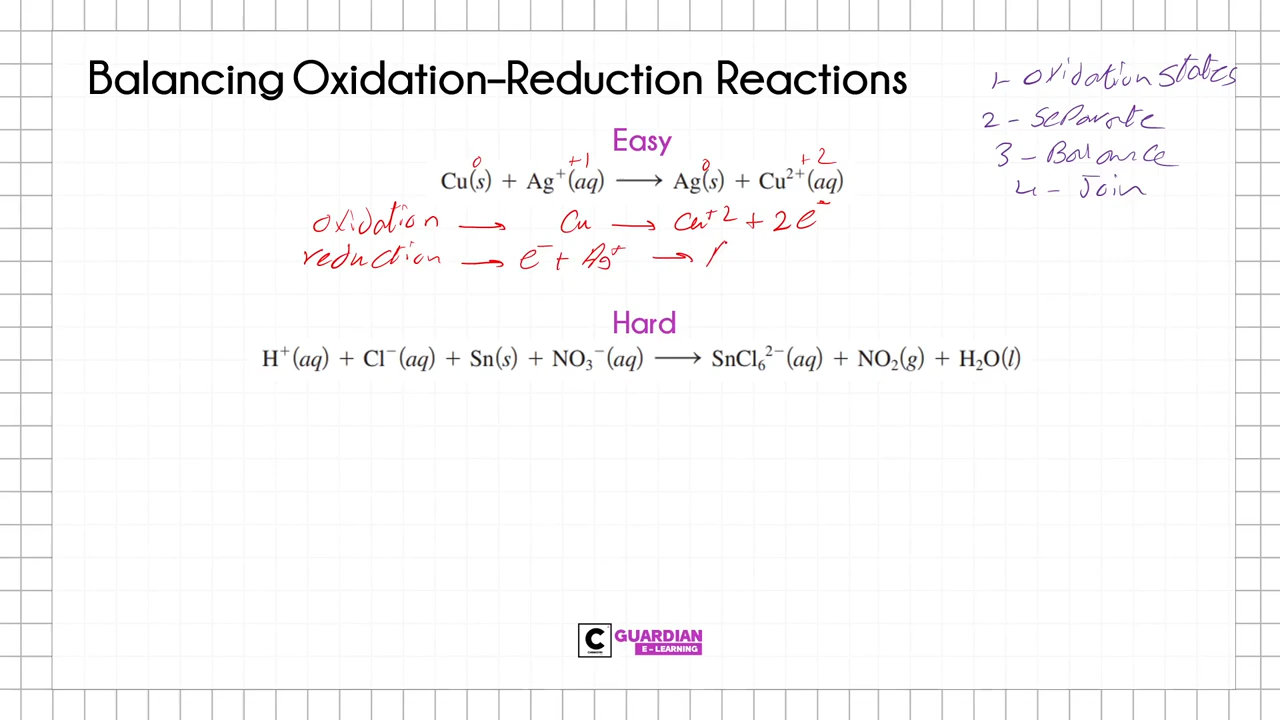 Balancing Oxidation–Reduction Reactions
1- oxidation states
2 - Separate
3 - Balance
4 - Join
Easy
0 +1 0 +2
Cu(s) + Ag⁺(aq) ⟶ Ag(s) + Cu²⁺(aq)
oxidation → Cu → Cu⁺² + 2e⁻
reduction → e⁻ + Ag⁺ →
Hard
H⁺(aq) + Cl⁻(aq) + Sn(s) + NO₃⁻(aq) ⟶ SnCl₆²⁻(aq) + NO₂(g) + H₂O(l)
C GUARDIAN
E - LEARNING